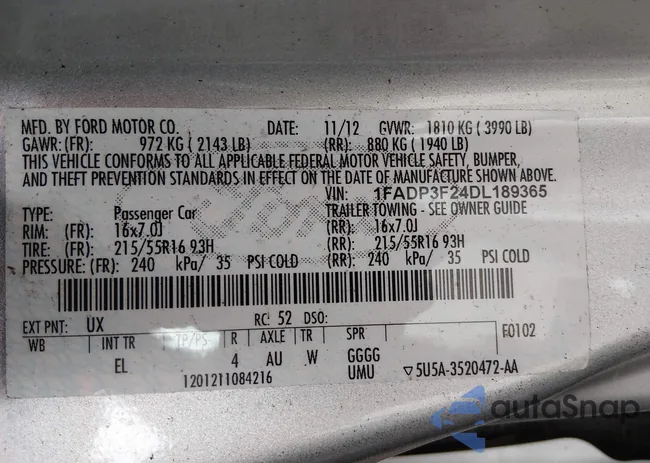 MFD. BY FORD MOTOR CO. DATE: 11/12 GVWR: 1810 KG ( 3990 LB)
GAWR: (FR): 972 KG ( 2143 LB) (RR): 880 KG ( 1940 LB)
THIS VEHICLE CONFORMS TO ALL APPLICABLE FEDERAL MOTOR VEHICLE SAFETY, BUMPER,
AND THEFT PREVENTION STANDARDS IN EFFECT ON THE DATE OF MANUFACTURE SHOWN ABOVE.
VIN: 1FADP3F24DL189365
TYPE: Passenger Car TRAILER TOWING - SEE OWNER GUIDE
RIM: (FR): 16x7.0J (RR): 16x7.0J
TIRE: (FR): 215/55R16 93H (RR): 215/55R16 93H
PRESSURE: (FR): 240 kPa/ 35 PSI COLD (RR): 240 kPa/ 35 PSI COLD
EXT PNT: UX RC: 52 DSO: F0102
WB INT TR TP/PS R AXLE TR SPR
EL 4 AU W GGGG
UMU ▽5U5A-3520472-AA
1201211084216
autoSnap